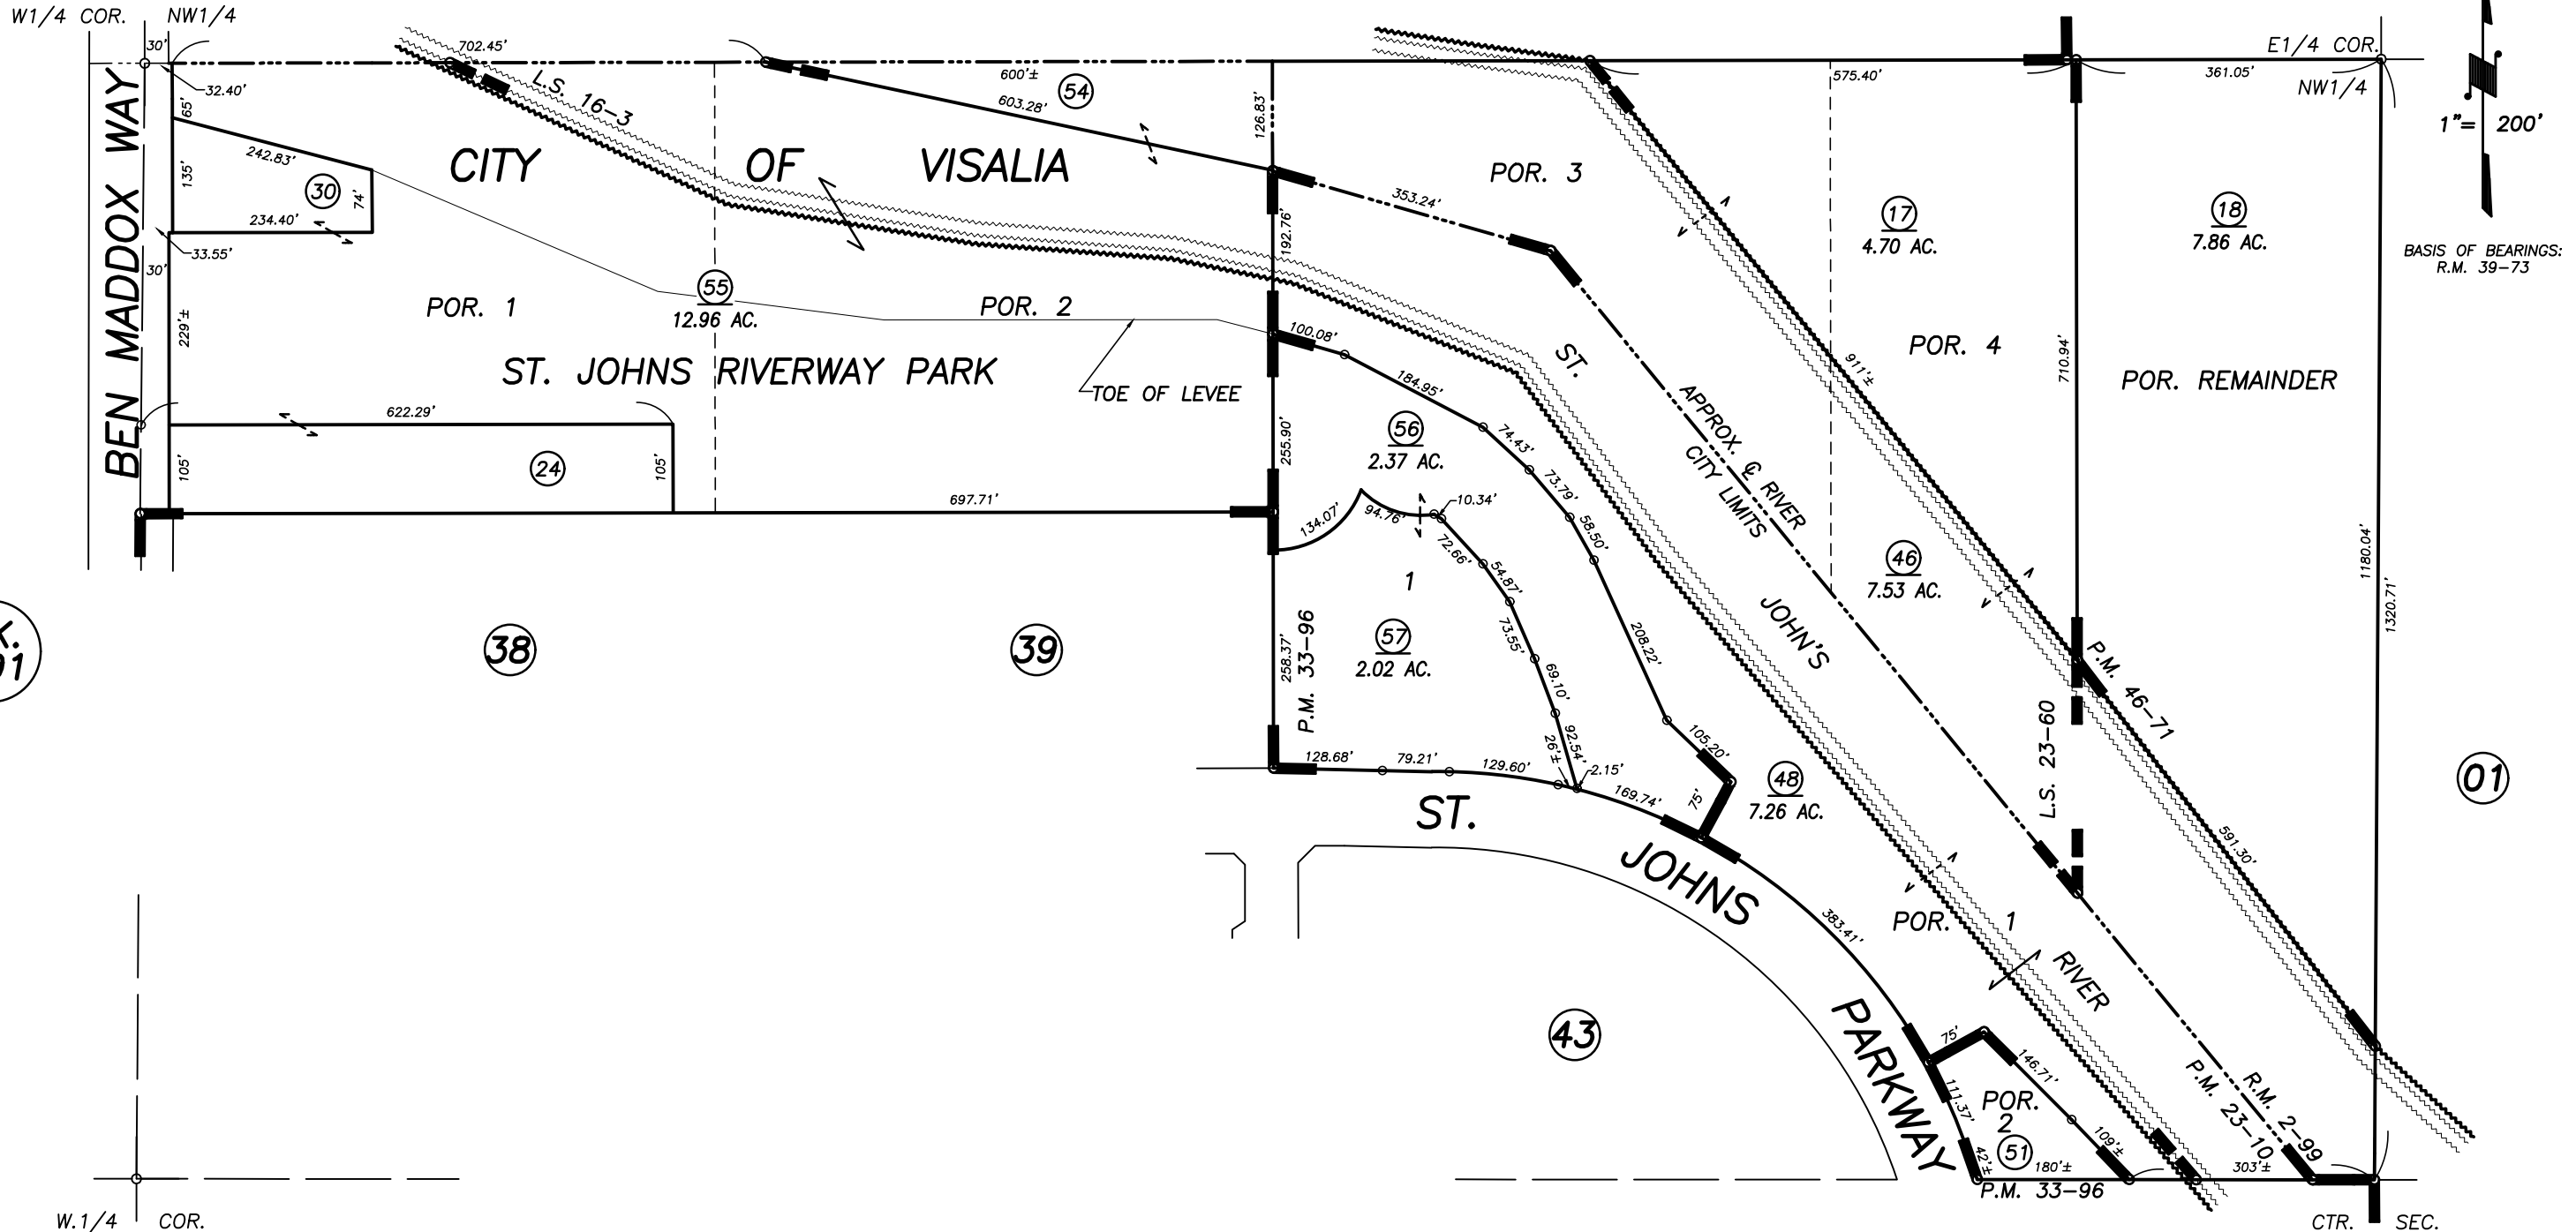 W1/4 COR.
NW1/4
30'
702.45'
32.40'
65'
L.S. 16-3
600'±
603.28'
54
126.83'
575.40'
E1/4 COR.
361.05'
NW1/4
1"= 200'
BASIS OF BEARINGS:
R.M. 39-73
BEN MADDOX WAY
242.83'
135'
30
74'
234.40'
33.55'
30'
CITY OF VISALIA
192.76'
353.24'
POR. 3
17
4.70 AC.
18
7.86 AC.
229'±
POR. 1
55
12.96 AC.
POR. 2
ST. JOHNS RIVERWAY PARK
TOE OF LEVEE
100.08'
184.95'
POR. 4
911'±
710.94'
POR. REMAINDER
622.29'
105'
24
105'
697.71'
255.90'
56
2.37 AC.
74.43'
73.79'
58.50'
134.07'
94.76'
10.34'
72.66'
54.87'
73.55'
69.10'
92.54'
26'±
2.15'
208.22'
105.20'
75'
ST. JOHN'S RIVER
APPROX. ℄ RIVER
CITY LIMITS
46
7.53 AC.
1180.04'
1320.71'
38
39
258.37'
P.M. 33-96
1
57
2.02 AC.
128.68'
79.21'
129.60'
169.74'
48
7.26 AC.
L.S. 23-60
P.M. 46-71
591.30'
01
ST. JOHNS PARKWAY
383.41'
POR. 1
43
75'
146.71'
111.37'
POR.
2
51
109'±
42'±
180'±
P.M. 33-96
303'±
P.M. 23-10
R.M. 2-99
W.1/4 COR.
CTR. SEC.